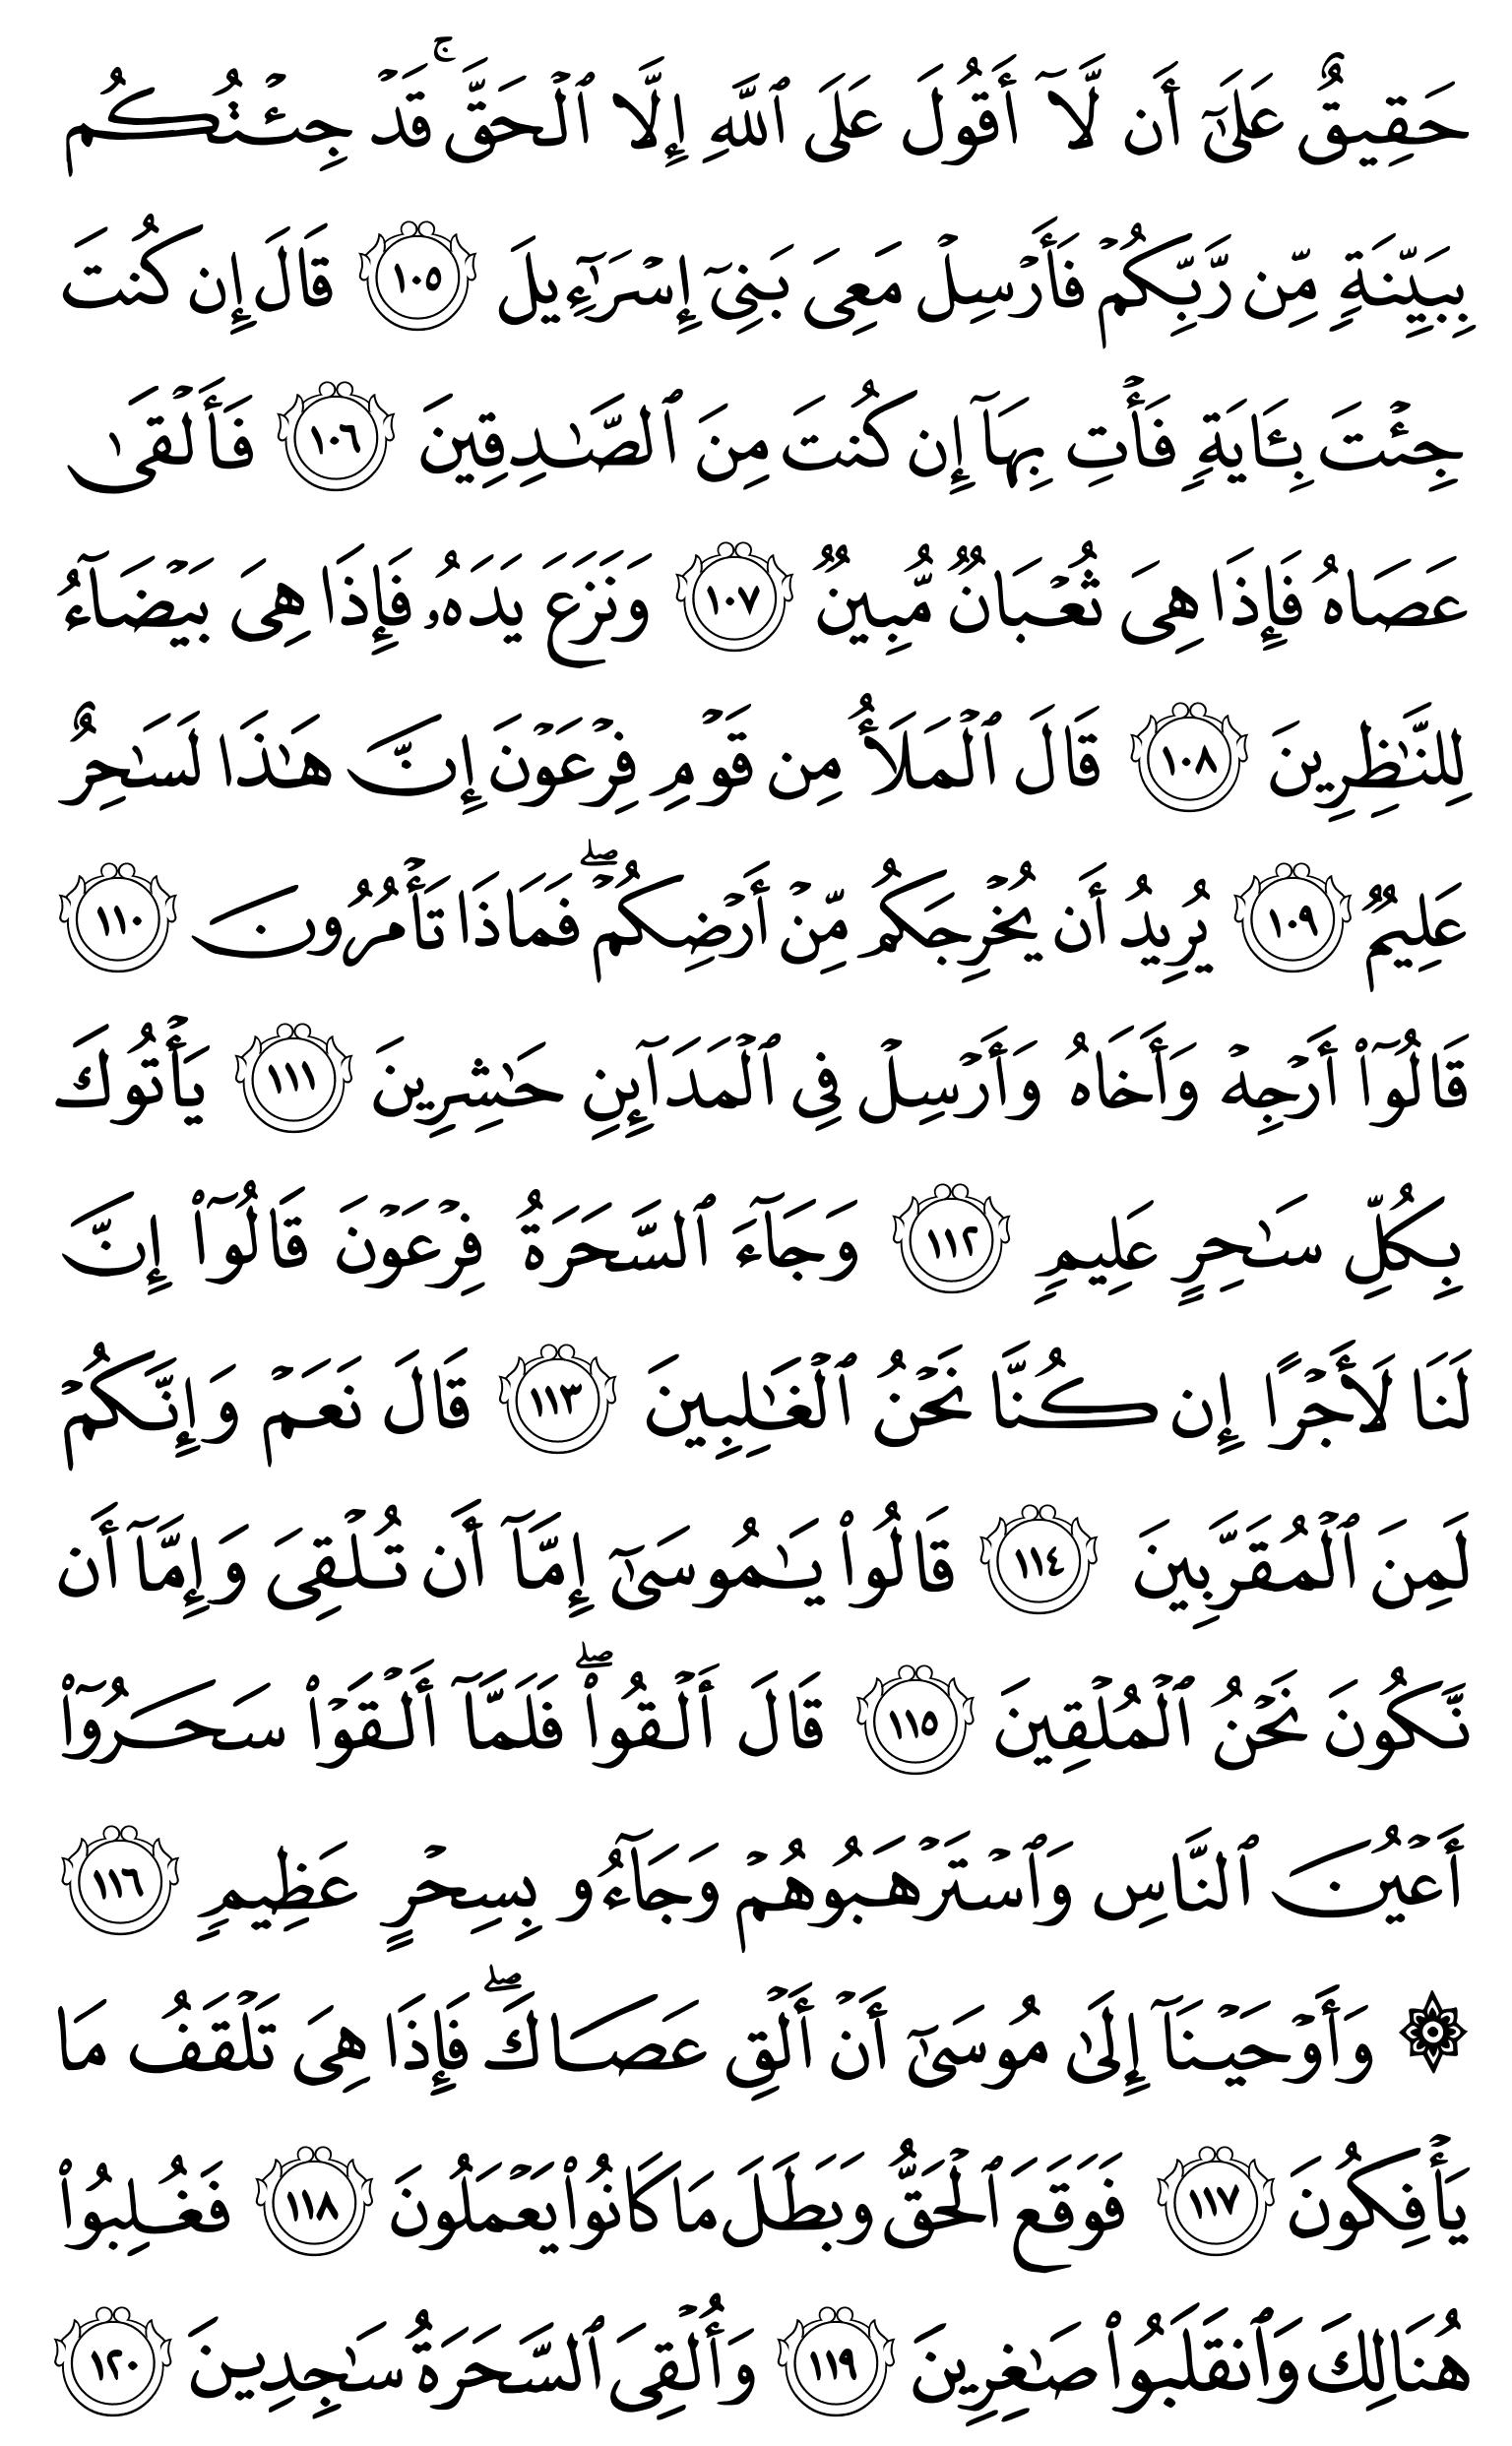 حَقِيقٌ عَلَىٰٓ أَن لَّآ أَقُولَ عَلَى ٱللَّهِ إِلَّا ٱلۡحَقَّۚ قَدۡ جِئۡتُكُم
بِبَيِّنَةٖ مِّن رَّبِّكُمۡ فَأَرۡسِلۡ مَعِيَ بَنِيٓ إِسۡرَٰٓءِيلَ ١٠٥ قَالَ إِن كُنتَ
جِئۡتَ بِـَٔايَةٖ فَأۡتِ بِهَآ إِن كُنتَ مِنَ ٱلصَّٰدِقِينَ ١٠٦ فَأَلۡقَىٰ
عَصَاهُ فَإِذَا هِيَ ثُعۡبَانٞ مُّبِينٞ ١٠٧ وَنَزَعَ يَدَهُۥ فَإِذَا هِيَ بَيۡضَآءُ
لِلنَّٰظِرِينَ ١٠٨ قَالَ ٱلۡمَلَأُ مِن قَوۡمِ فِرۡعَوۡنَ إِنَّ هَٰذَا لَسَٰحِرٌ
عَلِيمٞ ١٠٩ يُرِيدُ أَن يُخۡرِجَكُم مِّنۡ أَرۡضِكُمۡۖ فَمَاذَا تَأۡمُرُونَ ١١٠
قَالُوٓاْ أَرۡجِهۡ وَأَخَاهُ وَأَرۡسِلۡ فِي ٱلۡمَدَآئِنِ حَٰشِرِينَ ١١١ يَأۡتُوكَ
بِكُلِّ سَٰحِرٍ عَلِيمٖ ١١٢ وَجَآءَ ٱلسَّحَرَةُ فِرۡعَوۡنَ قَالُوٓاْ إِنَّ
لَنَا لَأَجۡرًا إِن كُنَّا نَحۡنُ ٱلۡغَٰلِبِينَ ١١٣ قَالَ نَعَمۡ وَإِنَّكُمۡ
لَمِنَ ٱلۡمُقَرَّبِينَ ١١٤ قَالُواْ يَٰمُوسَىٰٓ إِمَّآ أَن تُلۡقِيَ وَإِمَّآ أَن
نَّكُونَ نَحۡنُ ٱلۡمُلۡقِينَ ١١٥ قَالَ أَلۡقُواْۖ فَلَمَّآ أَلۡقَوۡاْ سَحَرُوٓاْ
أَعۡيُنَ ٱلنَّاسِ وَٱسۡتَرۡهَبُوهُمۡ وَجَآءُو بِسِحۡرٍ عَظِيمٖ ١١٦
۞ وَأَوۡحَيۡنَآ إِلَىٰ مُوسَىٰٓ أَنۡ أَلۡقِ عَصَاكَۖ فَإِذَا هِيَ تَلۡقَفُ مَا
يَأۡفِكُونَ ١١٧ فَوَقَعَ ٱلۡحَقُّ وَبَطَلَ مَا كَانُواْ يَعۡمَلُونَ ١١٨ فَغُلِبُواْ
هُنَالِكَ وَٱنقَلَبُواْ صَٰغِرِينَ ١١٩ وَأُلۡقِيَ ٱلسَّحَرَةُ سَٰجِدِينَ ١٢٠